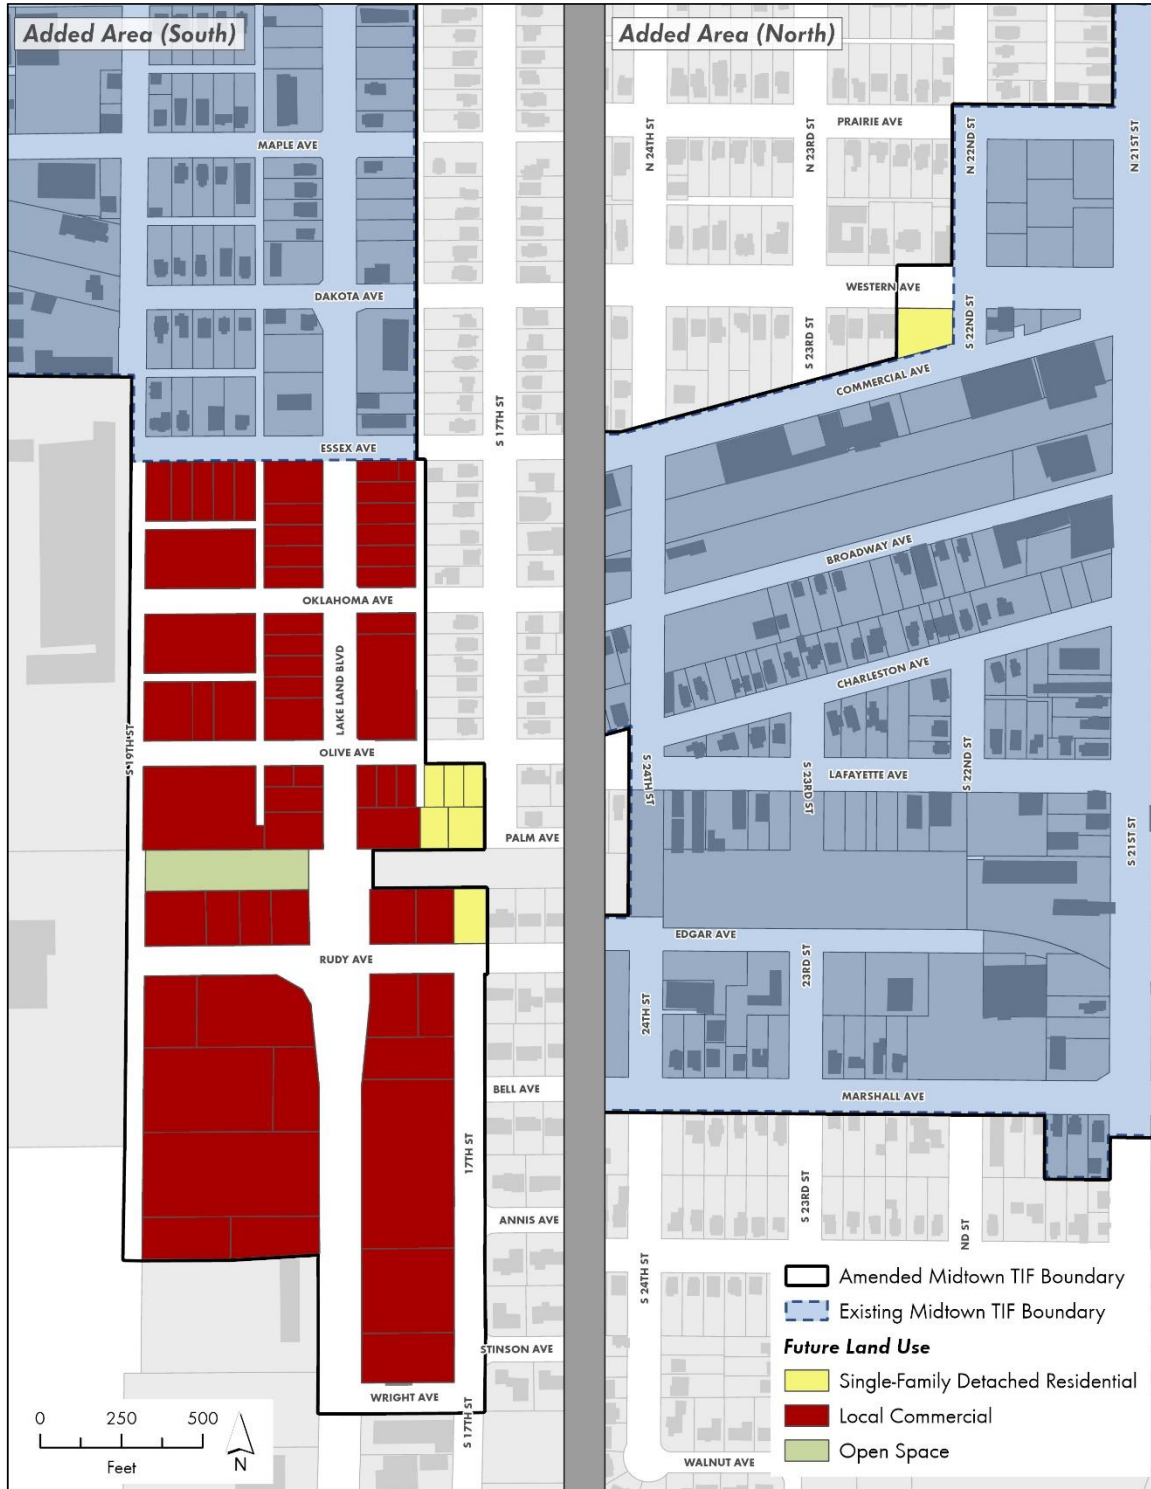 Added Area (South)
MAPLE AVE
DAKOTA AVE
S 17TH ST
ESSEX AVE
OKLAHOMA AVE
LAKE LAND BLVD
S 19TH ST
OLIVE AVE
PALM AVE
RUDY AVE
BELL AVE
17TH ST
ANNIS AVE
STINSON AVE
WRIGHT AVE
S 17TH ST
0 250 500
Feet
N
Added Area (North)
PRAIRIE AVE
N 24TH ST
N 23RD ST
N 22ND ST
N 21ST ST
WESTERN AVE
S 23RD ST
S 22ND ST
COMMERCIAL AVE
BROADWAY AVE
CHARLESTON AVE
S 24TH ST
S 23RD ST
S 22ND ST
LAFAYETTE AVE
S 21ST ST
EDGAR AVE
24TH ST
23RD ST
MARSHALL AVE
S 23RD ST
ND ST
S 24TH ST
WALNUT AVE
Amended Midtown TIF Boundary
Existing Midtown TIF Boundary
Future Land Use
Single-Family Detached Residential
Local Commercial
Open Space